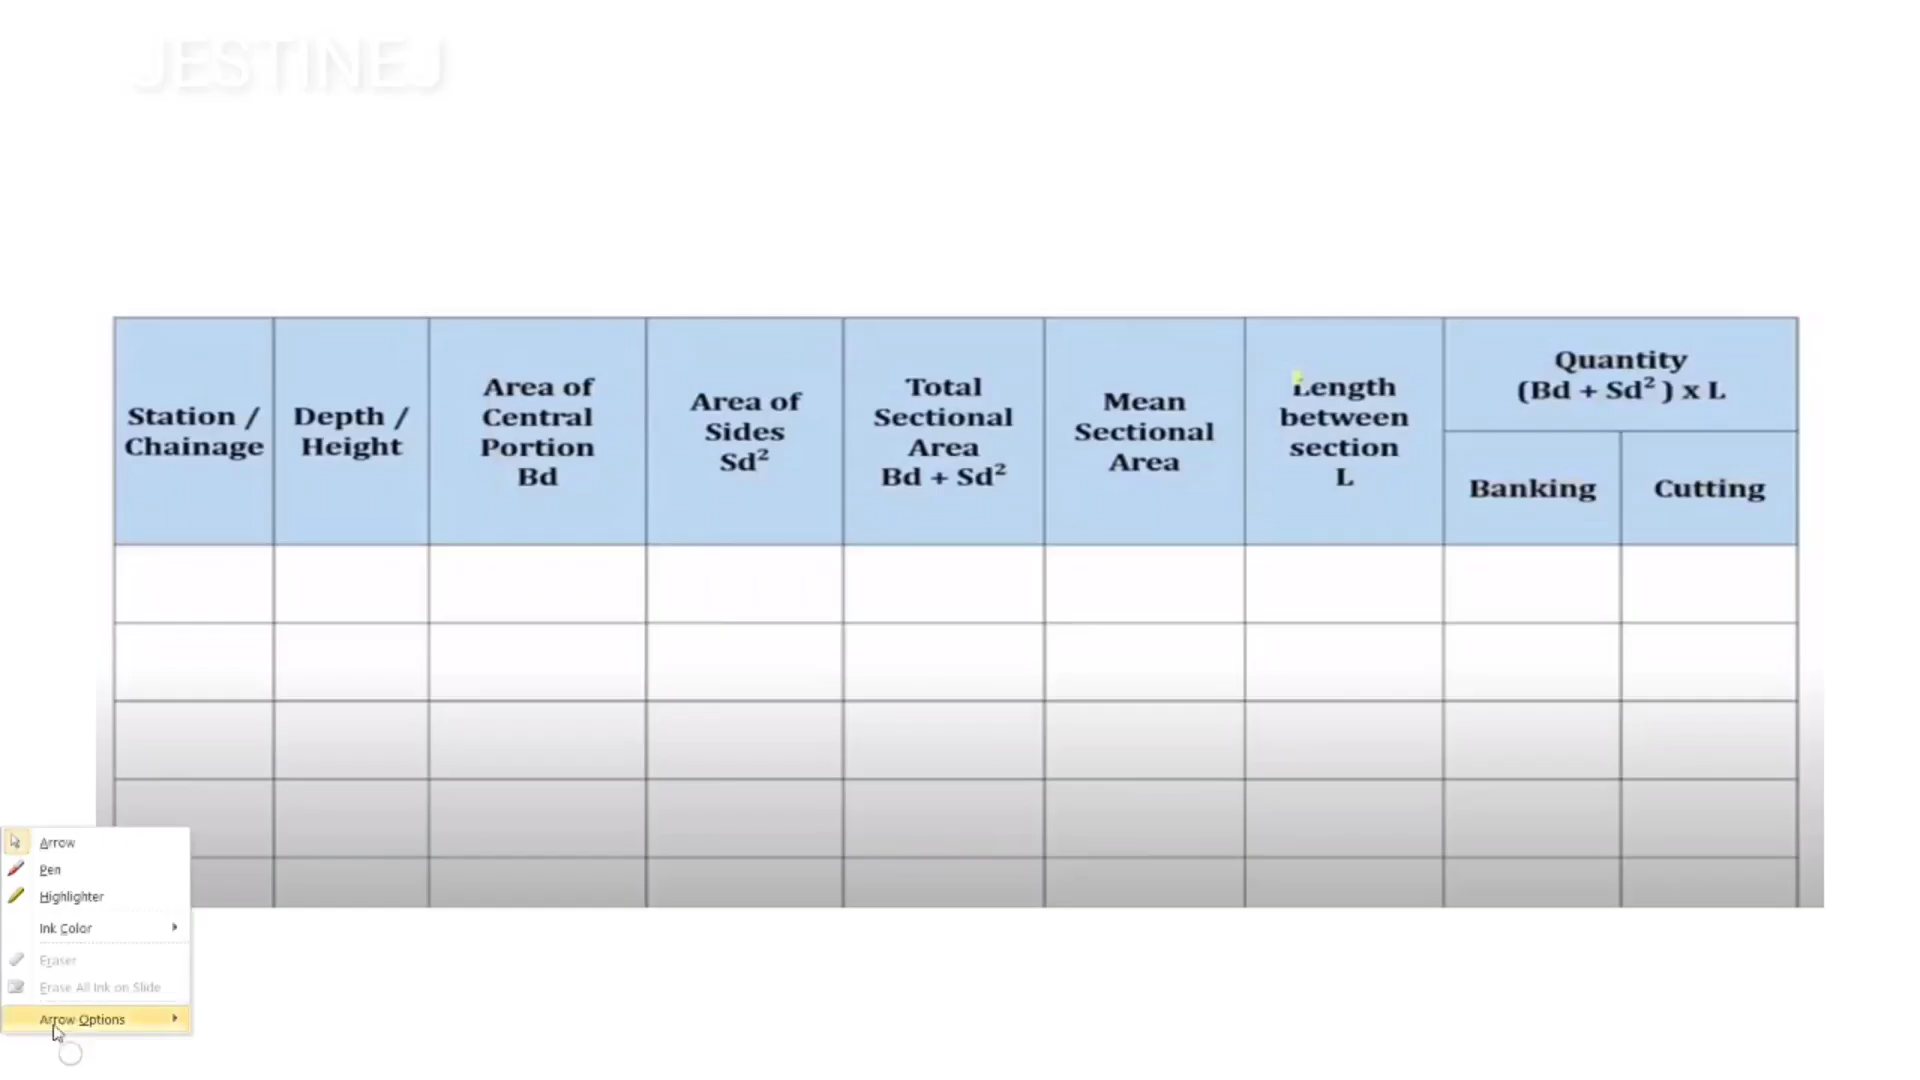 JESTINEJ
Station /
Chainage
Depth /
Height
Area of
Central
Portion
Bd
Area of
Sides
Sd²
Total
Sectional
Area
Bd + Sd²
Mean
Sectional
Area
Length
between
section
L
Quantity
(Bd + Sd² ) x L
Banking
Cutting
Arrow
Pen
Highlighter
Ink Color
Eraser
Erase All Ink on Slide
Arrow Options